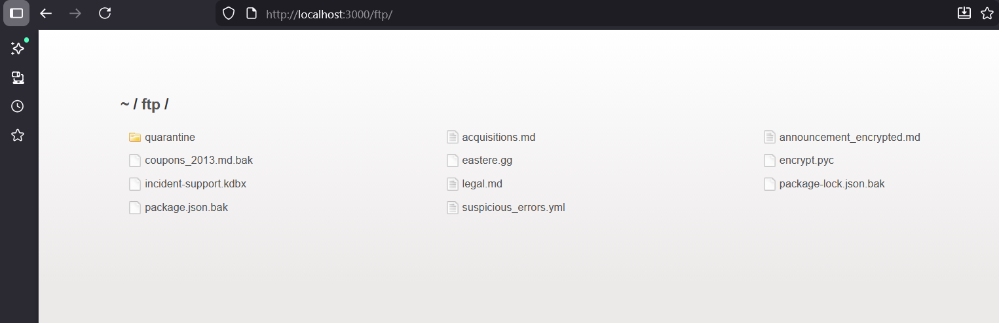 http://localhost:3000/ftp/
~ / ftp /
quarantine acquisitions.md announcement_encrypted.md
coupons_2013.md.bak eastere.gg encrypt.pyc
incident-support.kdbx legal.md package-lock.json.bak
package.json.bak suspicious_errors.yml